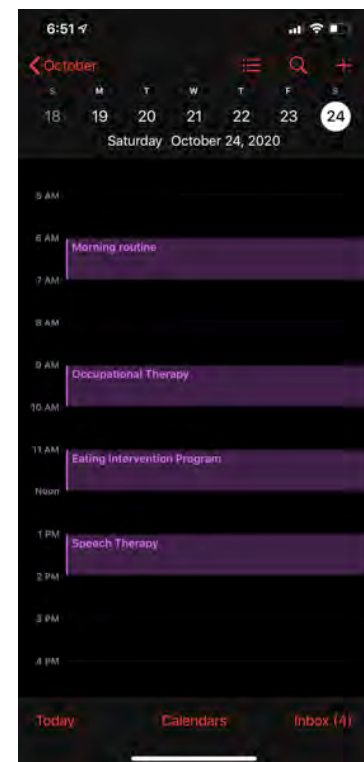 6:51
October
S M T W T F S
18 19 20 21 22 23 24
Saturday October 24, 2020
5 AM
6 AM
Morning routine
7 AM
8 AM
9 AM
Occupational Therapy
10 AM
11 AM
Eating Intervention Program
Noon
1 PM
Speech Therapy
2 PM
3 PM
4 PM
Today Calendars Inbox (4)